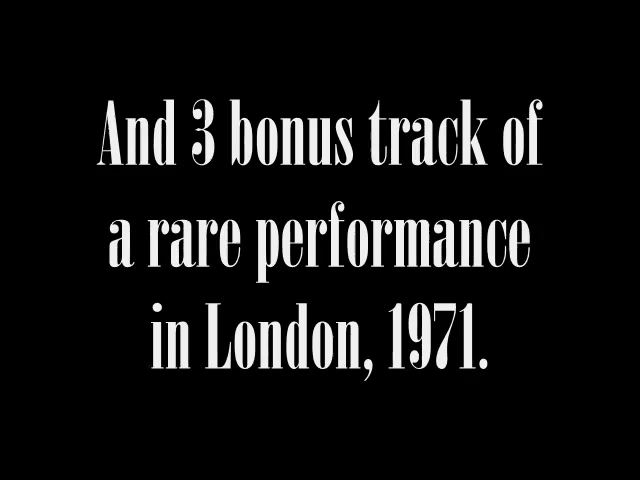 And 3 bonus track of
a rare performance
in London, 1971.